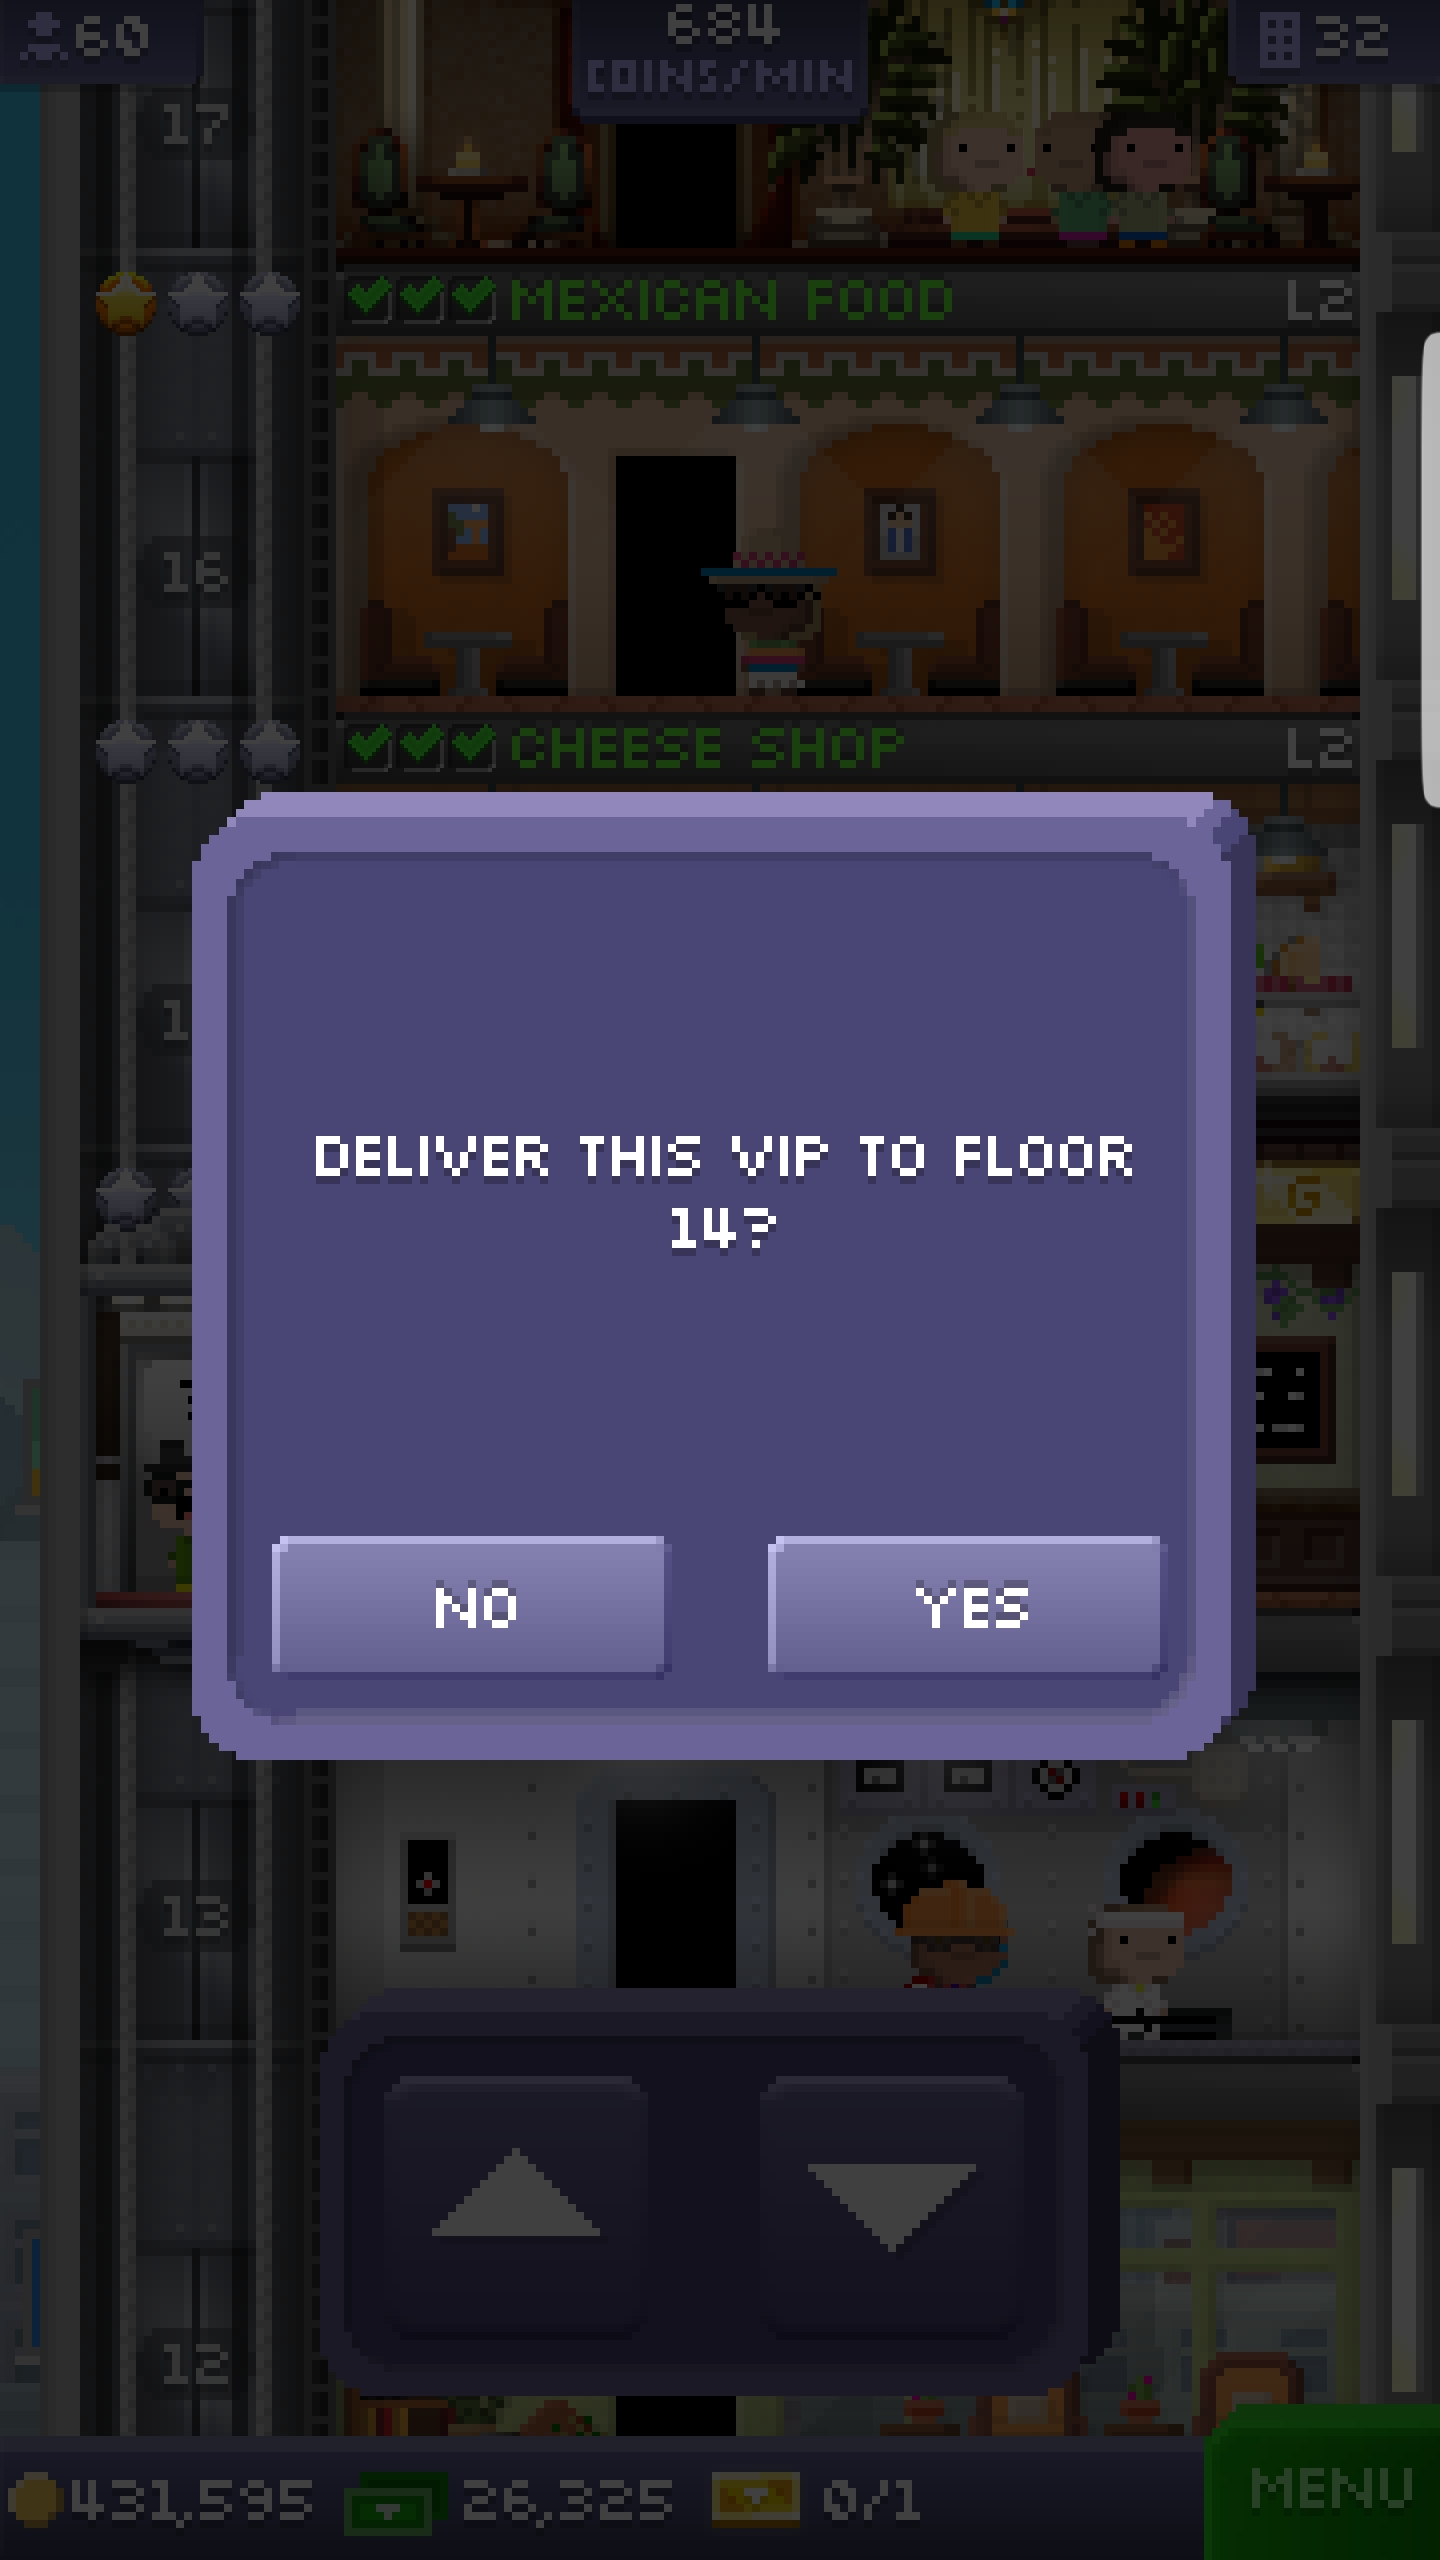 60
684
COINS/MIN
32
17
MEXICAN FOOD
L2
16
CHEESE SHOP
L2
1
G
DELIVER THIS VIP TO FLOOR
14?
NO
YES
13
12
431,595
26,325
0/1
MENU